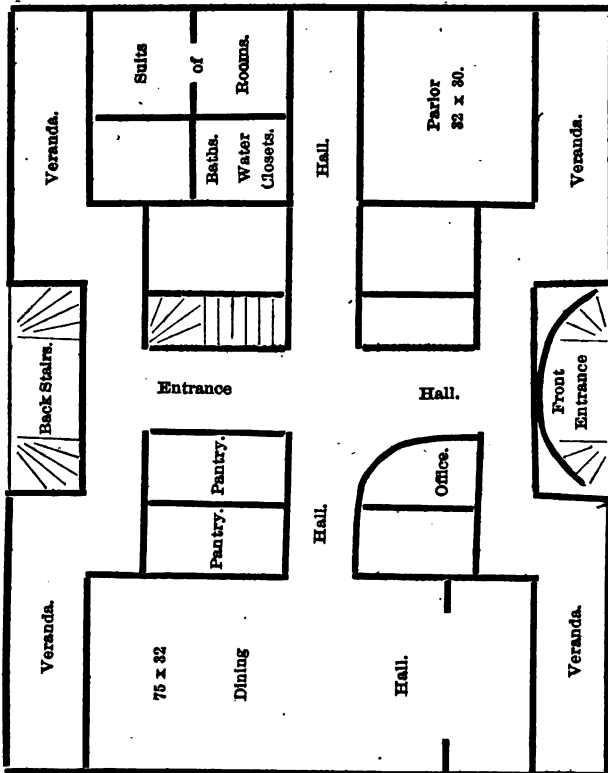 Veranda.
Back Stairs.
Veranda.
75 x 32
Dining
Hall.
Pantry.
Pantry.
Entrance
Hall.
Suits
of
Rooms.
Baths.
Water
Closets.
Hall.
Hall.
Office.
Parlor
32 x 30.
Veranda.
Front
Entrance
Veranda.